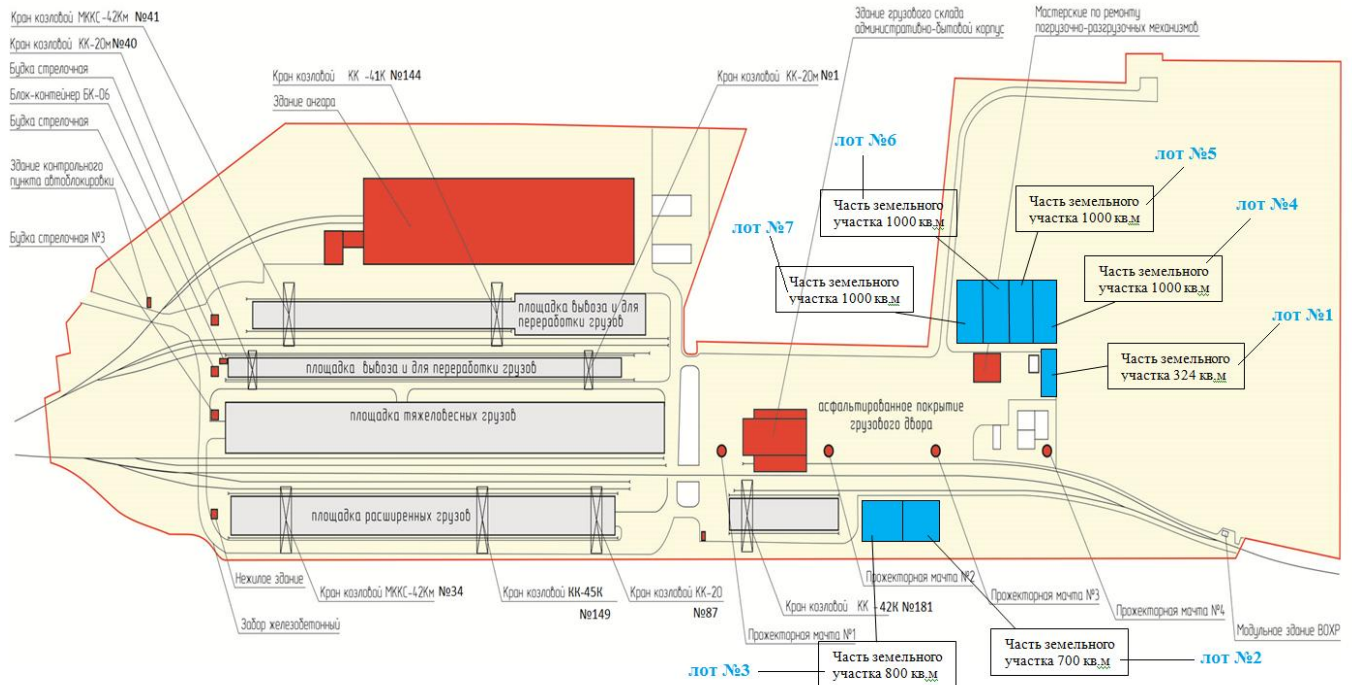 Кран козловой МККС-42Км №41
Кран козловой КК-20м№40
Будка стрелочная
Блок-контейнер БК-06
Будка стрелочная
Здание контрольного
пункта автоблокировки
Будка стрелочная №3
Кран козловой КК -41К №144
Здание ангара
Кран козловой КК-20м №1
Здание грузового склада
административно-бытовой корпус
Мастерские по ремонту
погрузочно-разгрузочных механизмов
лот №6
Часть земельного
участка 1000 кв.м
лот №5
Часть земельного
участка 1000 кв.м
лот №7
Часть земельного
участка 1000 кв.м
лот №4
Часть земельного
участка 1000 кв.м
лот №1
Часть земельного
участка 324 кв.м
площадка вывоза и для
переработки грузов
площадка вывоза и для переработки грузов
площадка тяжеловесных грузов
асфальтированное покрытие
грузового двора
площадка расширенных грузов
Нежилое здание
Забор железобетонный
Кран козловой МККС-42Км №34
Кран козловой КК-45К
№149
Кран козловой КК-20
№87
Кран козловой КК -42К №181
Прожекторная мачта №1
Прожекторная мачта №2
Прожекторная мачта №3
Прожекторная мачта №4
Модульное здание ВОХР
лот №3
Часть земельного
участка 800 кв.м
Часть земельного
участка 700 кв.м
лот №2